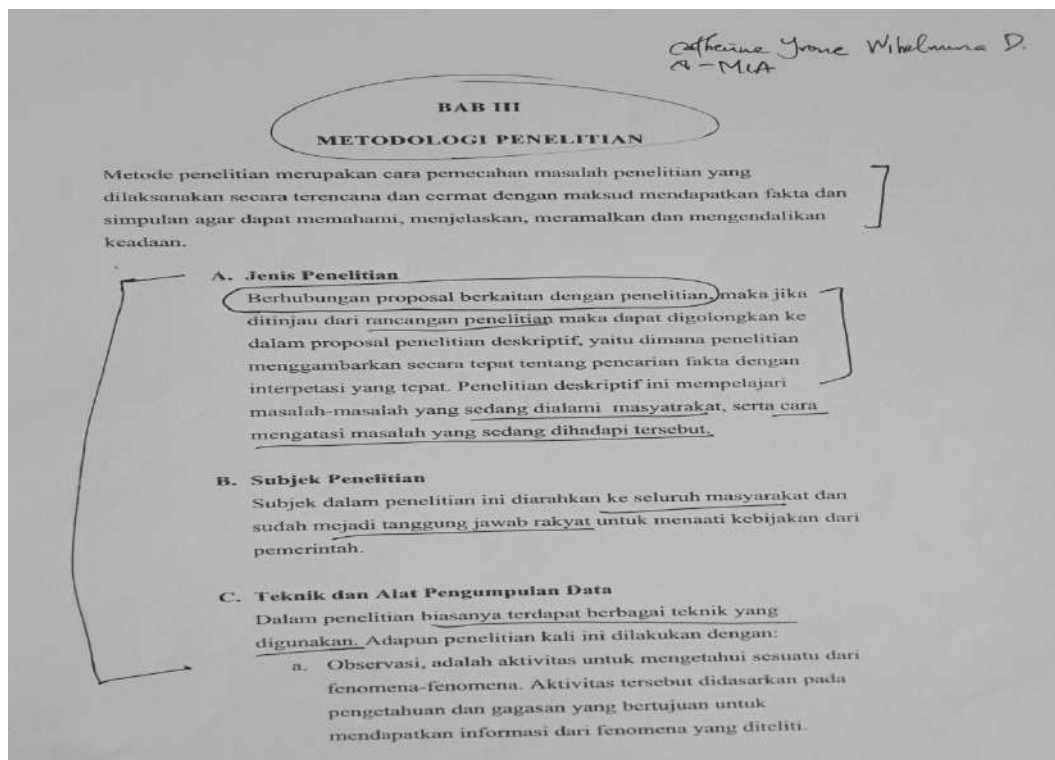 Catherine Yvone Wihelmina D.
BAB III
METODOLOGI PENELITIAN
Metode penelitian merupakan cara pemecahan masalah penelitian yang
dilaksanakan secara terencana dan cermat dengan maksud mendapatkan fakta dan
simpulan agar dapat memahami, menjelaskan, meramalkan dan mengendalikan
keadaan.
A. Jenis Penelitian
Berhubungan proposal berkaitan dengan penelitian, maka jika
ditinjau dari rancangan penelitian maka dapat digolongkan ke
dalam proposal penelitian deskriptif, yaitu dimana penelitian
menggambarkan secara tepat tentang pencarian fakta dengan
interpetasi yang tepat. Penelitian deskriptif ini mempelajari
masalah-masalah yang sedang dialami masyatrakat, serta cara
mengatasi masalah yang sedang dihadapi tersebut.
B. Subjek Penelitian
Subjek dalam penelitian ini diarahkan ke seluruh masyarakat dan
sudah mejadi tanggung jawab rakyat untuk menaati kebijakan dari
pemerintah.
C. Teknik dan Alat Pengumpulan Data
Dalam penelitian biasanya terdapat berbagai teknik yang
digunakan. Adapun penelitian kali ini dilakukan dengan:
a. Observasi, adalah aktivitas untuk mengetahui sesuatu dari
fenomena-fenomena. Aktivitas tersebut didasarkan pada
pengetahuan dan gagasan yang bertujuan untuk
mendapatkan informasi dari fenomena yang diteliti.